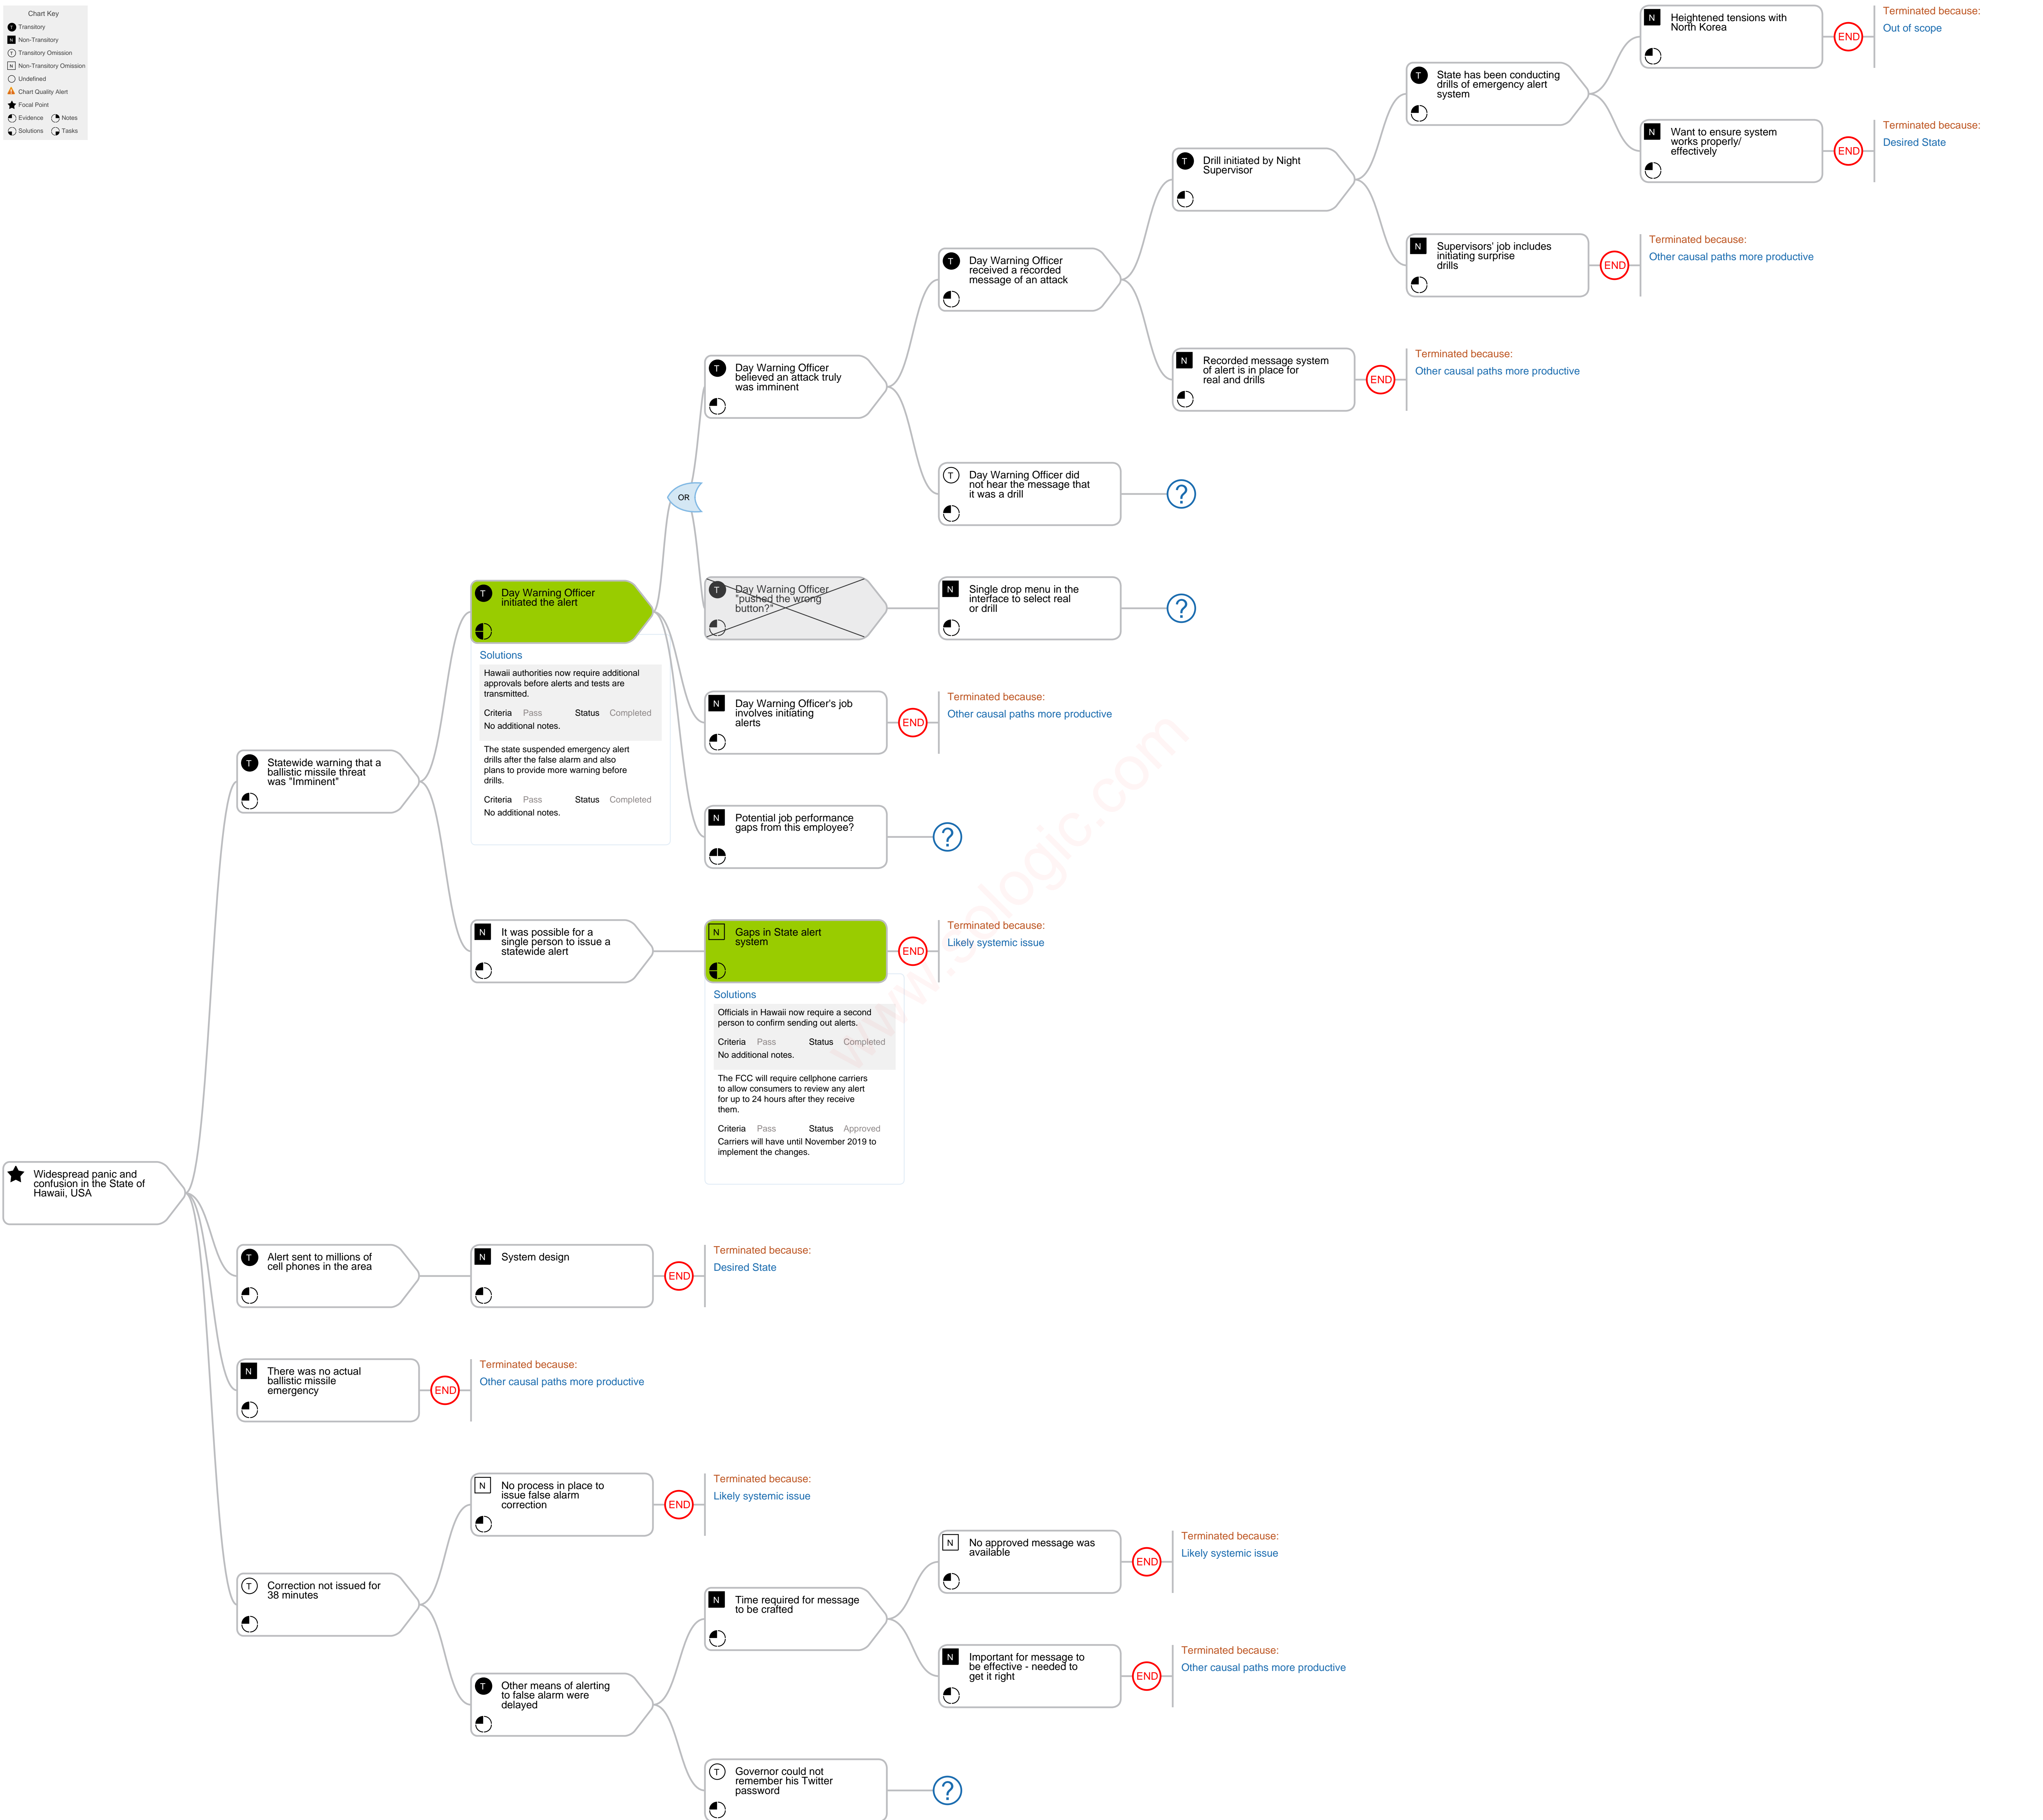 Chart Key
T Transitory
N Non-Transitory
T Transitory Omission
N Non-Transitory Omission
Undefined
Chart Quality Alert
Focal Point
Evidence Notes
Solutions Tasks
N Heightened tensions with
North Korea
END
Terminated because:
Out of scope
T State has been conducting
drills of emergency alert
system
N Want to ensure system
works properly/
effectively
END
Terminated because:
Desired State
T Drill initiated by Night
Supervisor
N Supervisors' job includes
initiating surprise
drills
END
Terminated because:
Other causal paths more productive
T Day Warning Officer
received a recorded
message of an attack
N Recorded message system
of alert is in place for
real and drills
END
Terminated because:
Other causal paths more productive
T Day Warning Officer
believed an attack truly
was imminent
T Day Warning Officer did
not hear the message that
it was a drill
?
OR
T Day Warning Officer
"pushed the wrong
button?"
N Single drop menu in the
interface to select real
or drill
?
T Day Warning Officer
initiated the alert
Solutions
Hawaii authorities now require additional
approvals before alerts and tests are
transmitted.
Criteria Pass Status Completed
No additional notes.
The state suspended emergency alert
drills after the false alarm and also
plans to provide more warning before
drills.
Criteria Pass Status Completed
No additional notes.
N Day Warning Officer's job
involves initiating
alerts
END
Terminated because:
Other causal paths more productive
N Potential job performance
gaps from this employee?
?
T Statewide warning that a
ballistic missile threat
was "Imminent"
N It was possible for a
single person to issue a
statewide alert
N Gaps in State alert
system
END
Terminated because:
Likely systemic issue
Solutions
Officials in Hawaii now require a second
person to confirm sending out alerts.
Criteria Pass Status Completed
No additional notes.
The FCC will require cellphone carriers
to allow consumers to review any alert
for up to 24 hours after they receive
them.
Criteria Pass Status Approved
Carriers will have until November 2019 to
implement the changes.
www.sologic.com
Widespread panic and
confusion in the State of
Hawaii, USA
T Alert sent to millions of
cell phones in the area
N System design
END
Terminated because:
Desired State
N There was no actual
ballistic missile
emergency
END
Terminated because:
Other causal paths more productive
N No process in place to
issue false alarm
correction
END
Terminated because:
Likely systemic issue
T Correction not issued for
38 minutes
N No approved message was
available
END
Terminated because:
Likely systemic issue
N Time required for message
to be crafted
N Important for message to
be effective - needed to
get it right
END
Terminated because:
Other causal paths more productive
T Other means of alerting
to false alarm were
delayed
T Governor could not
remember his Twitter
password
?